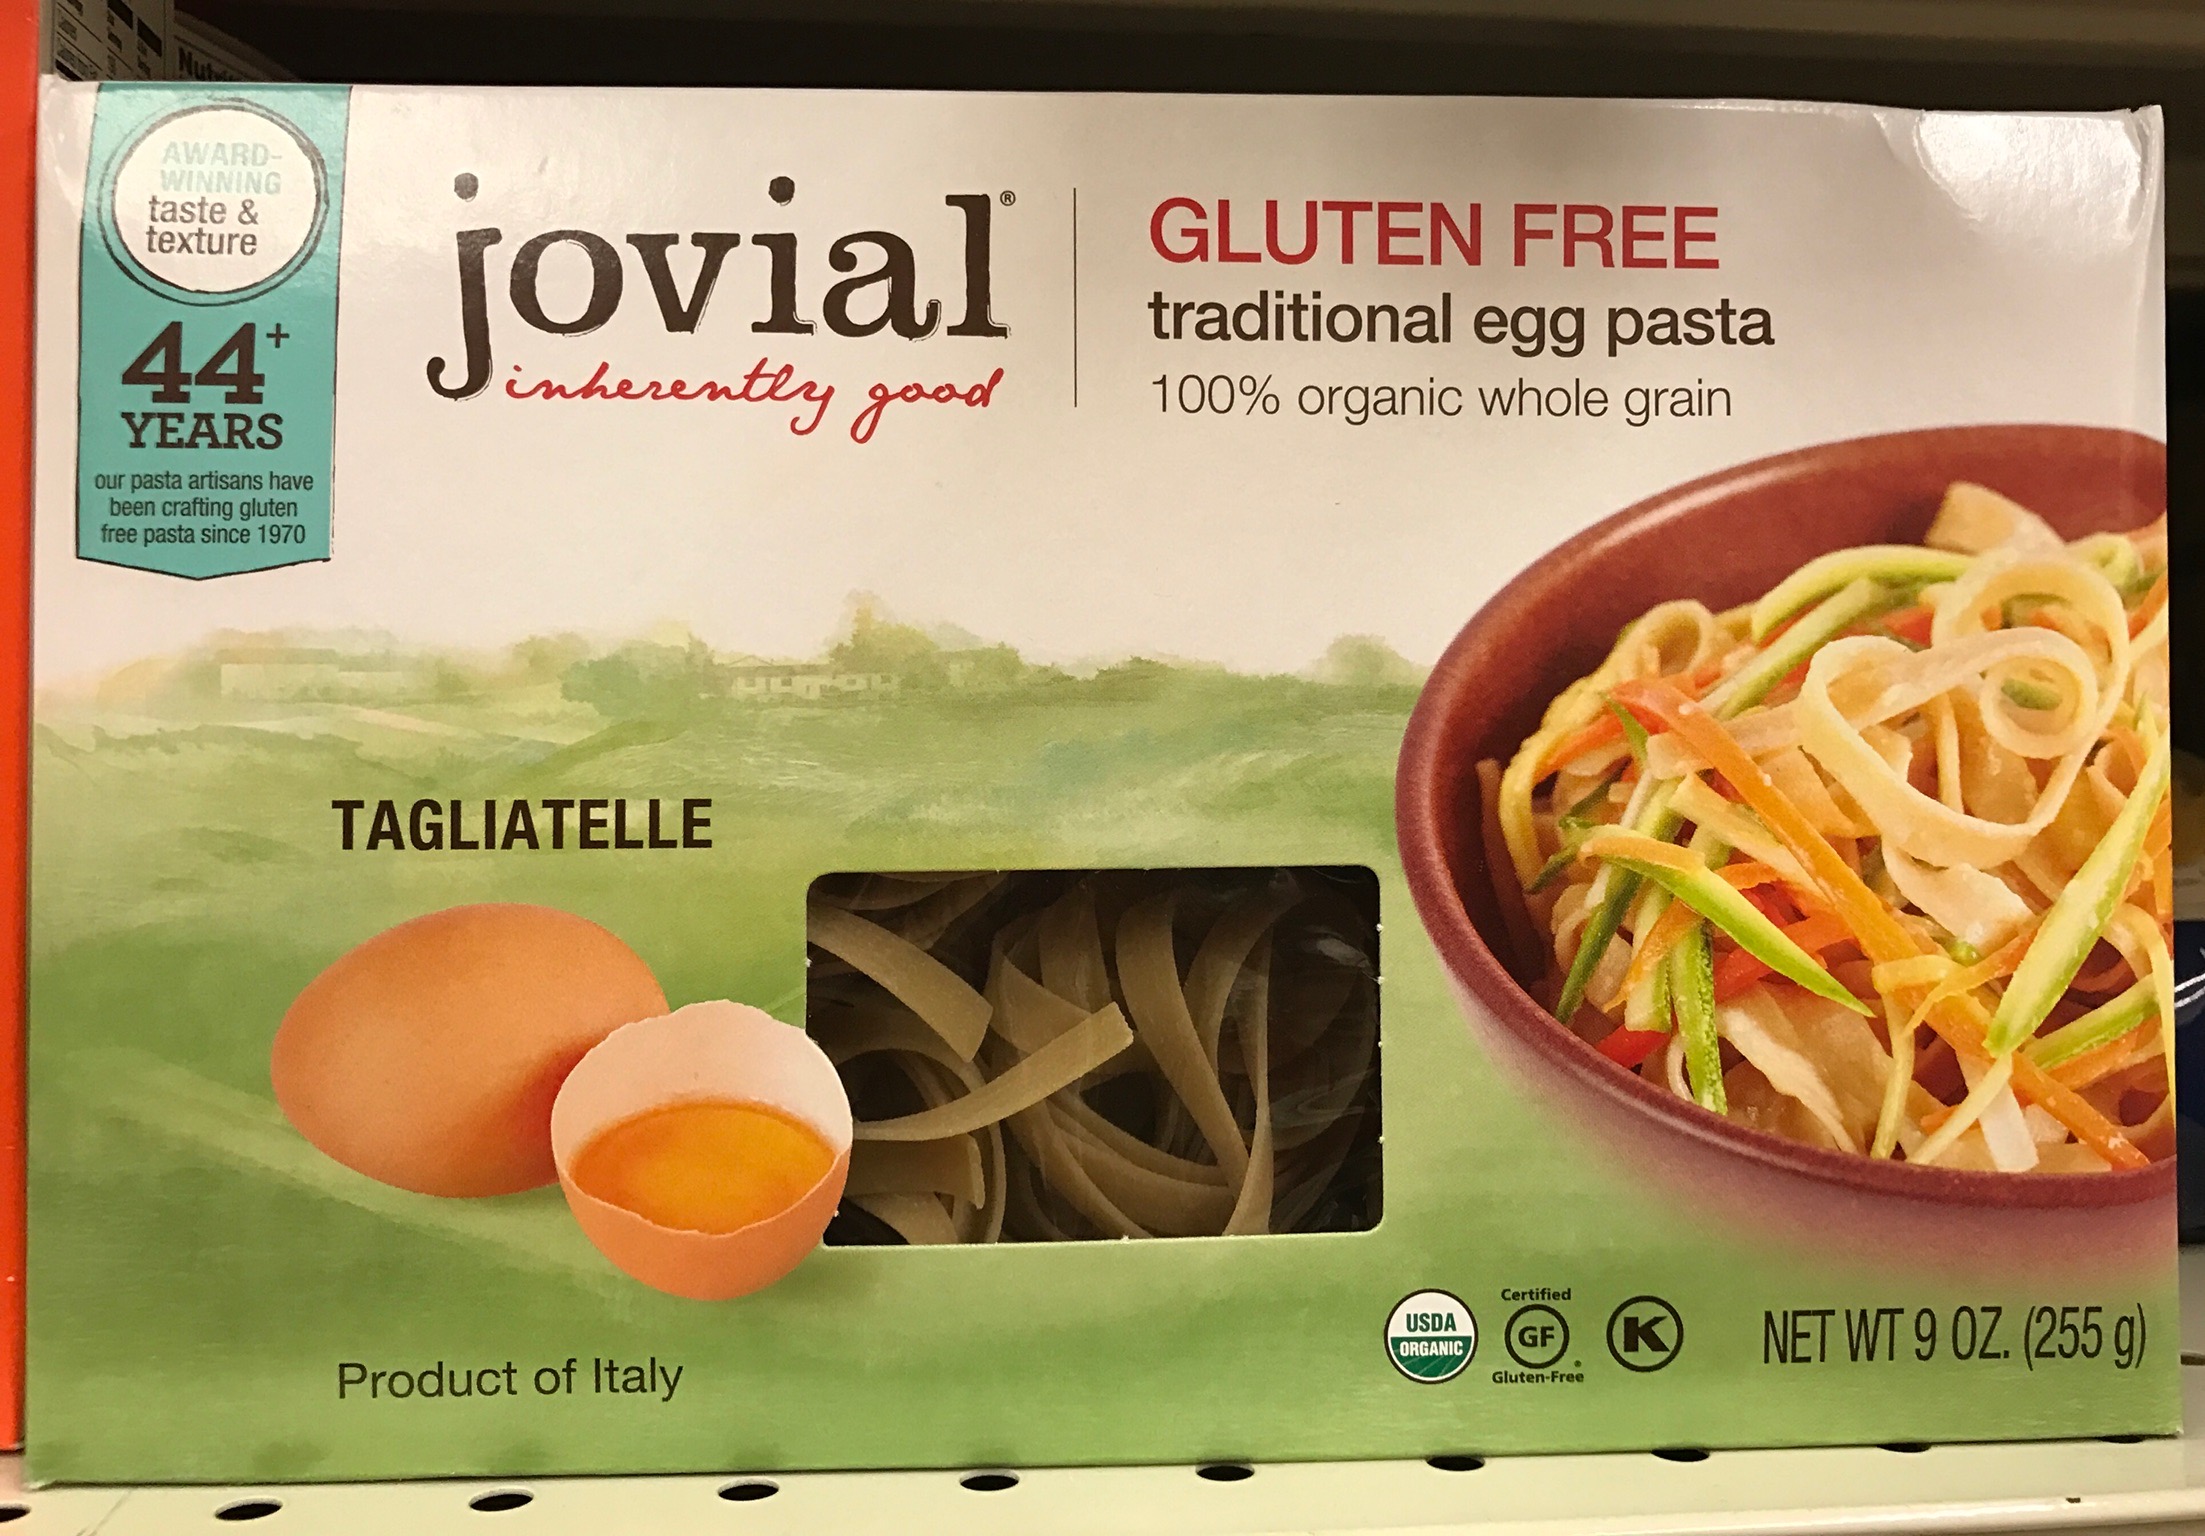 Nutri
AWARD-
WINNING
taste &
texture
44+
YEARS
our pasta artisans have
been crafting gluten
free pasta since 1970
jovial®
inherently good
GLUTEN FREE
traditional egg pasta
100% organic whole grain
TAGLIATELLE
Product of Italy
USDA
ORGANIC
Certified
GF
Gluten-Free
K
NET WT 9 OZ. (255 g)